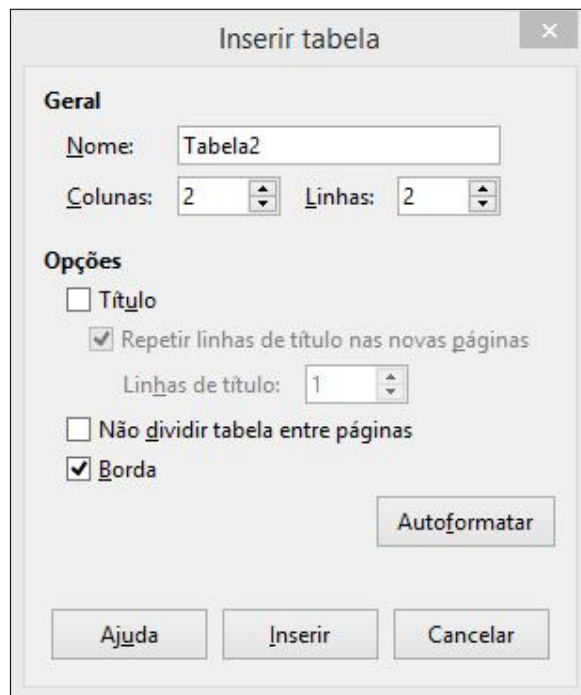 Inserir tabela
Geral
Nome: Tabela2
Colunas: 2 Linhas: 2
Opções
Título
Repetir linhas de título nas novas páginas
Linhas de título: 1
Não dividir tabela entre páginas
Borda
Autoformatar
Ajuda Inserir Cancelar